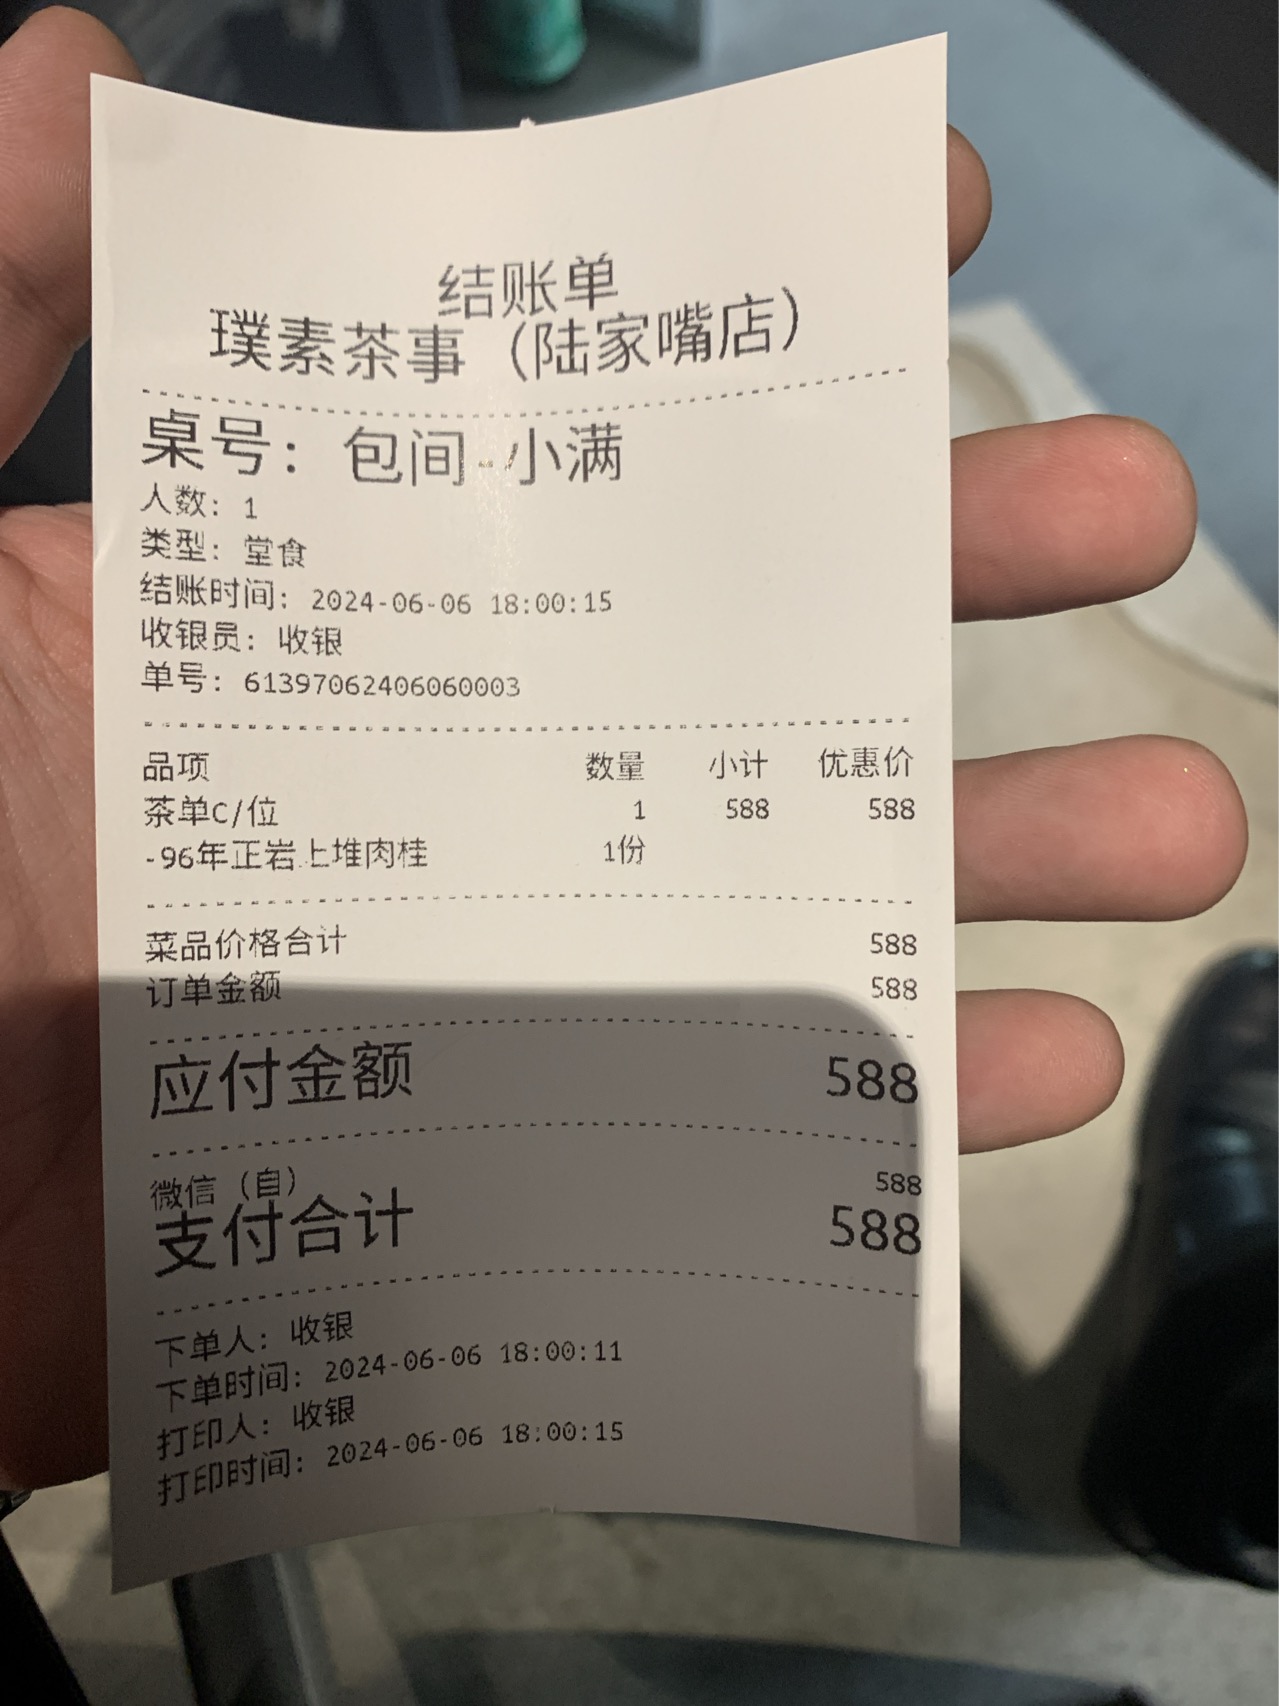 结账单
璞素茶事（陆家嘴店）
桌号：包间-小满
人数：1
类型：堂食
结账时间：2024-06-06 18:00:15
收银员：收银
单号：61397062406060003
品项 数量 小计 优惠价
茶单C/位 1 588 588
-96年正岩上堆肉桂 1份
菜品价格合计 588
订单金额 588
应付金额 588
微信（自） 588
支付合计 588
下单人：收银
下单时间：2024-06-06 18:00:11
打印人：收银
打印时间：2024-06-06 18:00:15